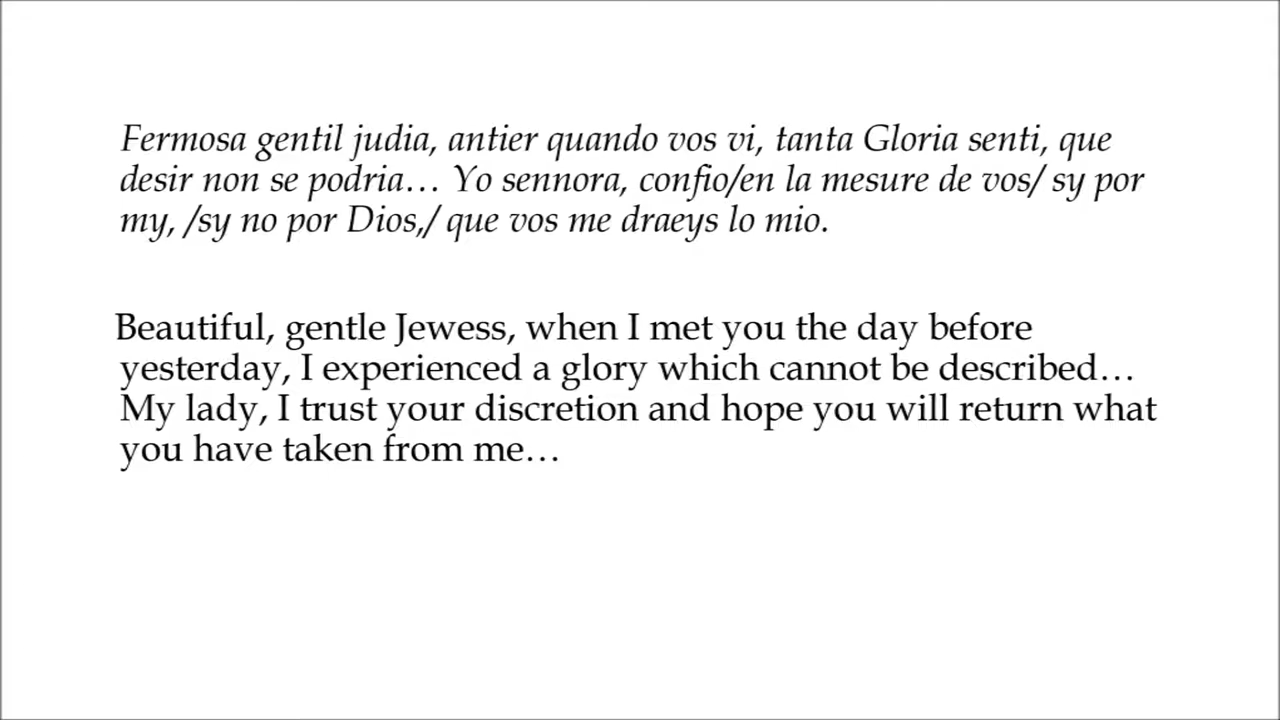 Fermosa gentil judia, antier quando vos vi, tanta Gloria senti, que
desir non se podria… Yo sennora, confio/en la mesure de vos/ sy por
my, /sy no por Dios,/ que vos me draeys lo mio.
Beautiful, gentle Jewess, when I met you the day before
yesterday, I experienced a glory which cannot be described…
My lady, I trust your discretion and hope you will return what
you have taken from me…